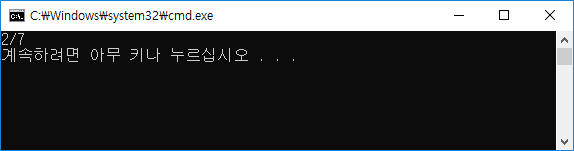 C:₩Windows₩system32₩cmd.exe
2/7
계속하려면 아무 키나 누르십시오 . . .